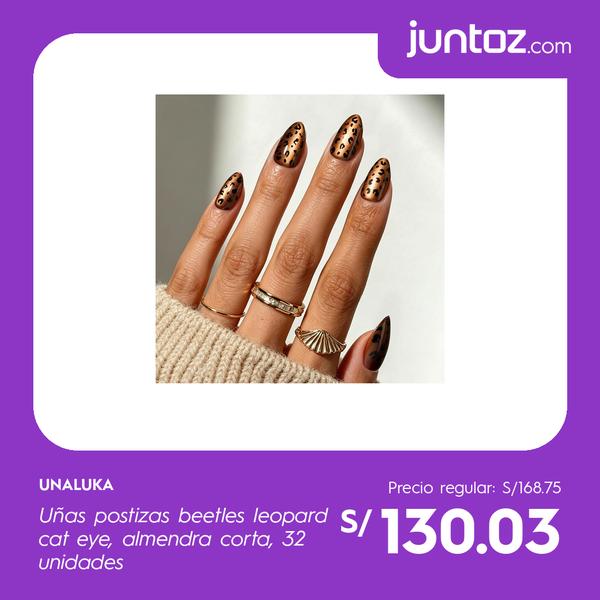 juntoz.com
UNALUKA
Uñas postizas beetles leopard
cat eye, almendra corta, 32
unidades
Precio regular: S/168.75
S/130.03